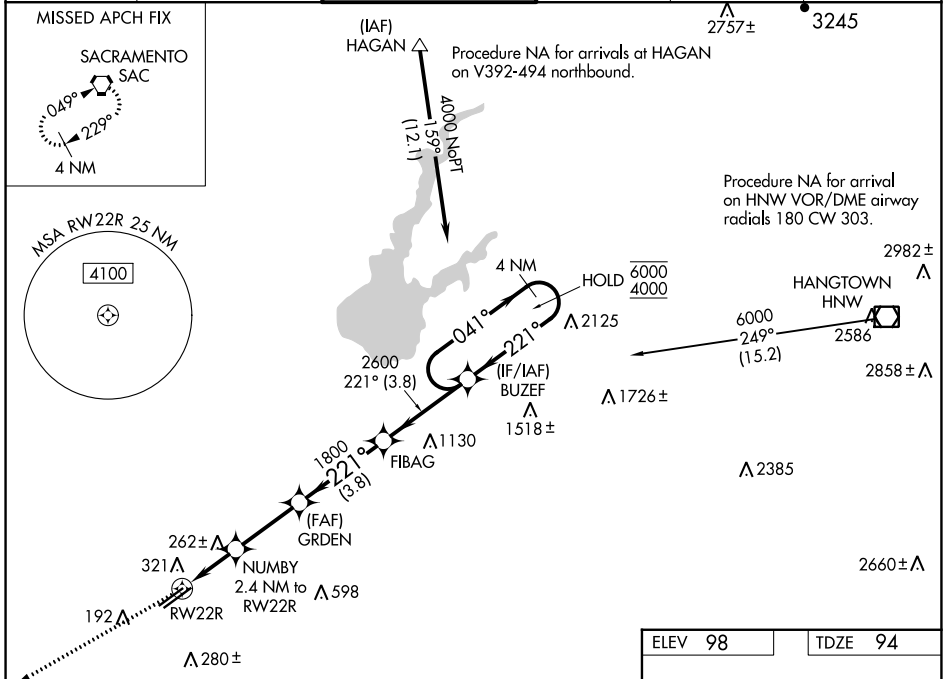 MISSED APCH FIX
SACRAMENTO
SAC
049°
229°
4 NM
(IAF)
HAGAN
Procedure NA for arrivals at HAGAN
on V392-494 northbound.
2757±
3245
4000 NoPT
159°
(12.1)
MSA RW22R 25 NM
4100
Procedure NA for arrival
on HNW VOR/DME airway
radials 180 CW 303.
2982±
4 NM
HOLD
6000
4000
HANGTOWN
HNW
2586
041°
221°
2125
6000
249°
(15.2)
2600
221° (3.8)
(IF/IAF)
BUZEF
2858±
1726±
1518±
1130
FIBAG
1800
221°
(3.8)
2385
(FAF)
GRDEN
262±
321
NUMBY
2.4 NM to
RW22R
598
2660±
RW22R
192
280±
ELEV 98
TDZE 94